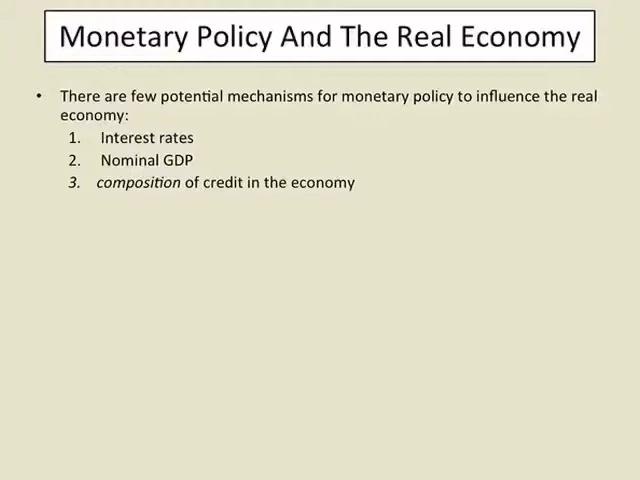 Monetary Policy And The Real Economy
• There are few potential mechanisms for monetary policy to influence the real
economy:
1. Interest rates
2. Nominal GDP
3. composition of credit in the economy